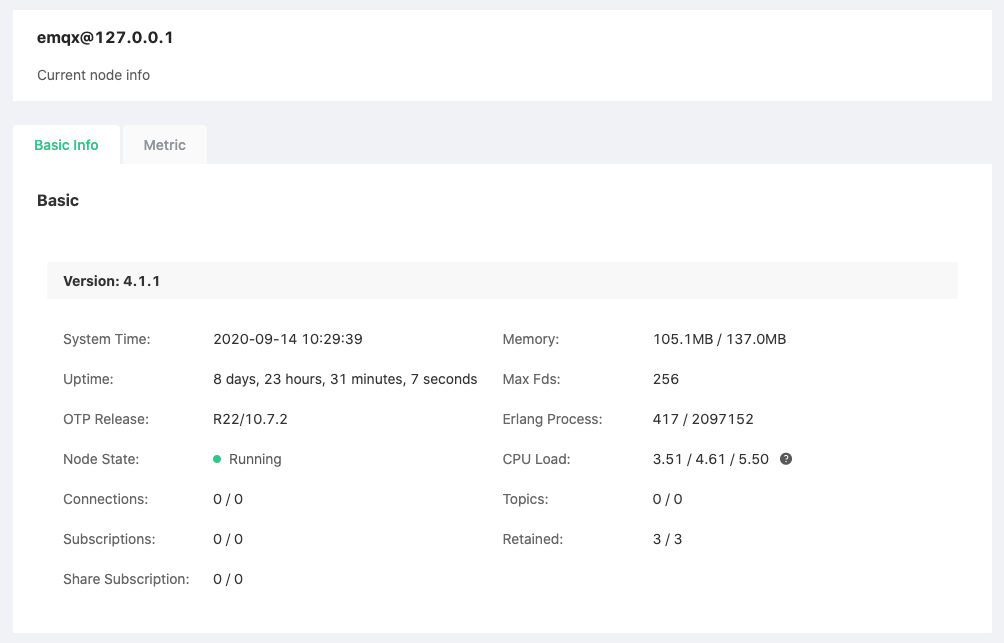 emqx@127.0.0.1
Current node info
Basic Info Metric
Basic
Version: 4.1.1
System Time: 2020-09-14 10:29:39 Memory: 105.1MB / 137.0MB
Uptime: 8 days, 23 hours, 31 minutes, 7 seconds Max Fds: 256
OTP Release: R22/10.7.2 Erlang Process: 417 / 2097152
Node State: Running CPU Load: 3.51 / 4.61 / 5.50 ?
Connections: 0 / 0 Topics: 0 / 0
Subscriptions: 0 / 0 Retained: 3 / 3
Share Subscription: 0 / 0